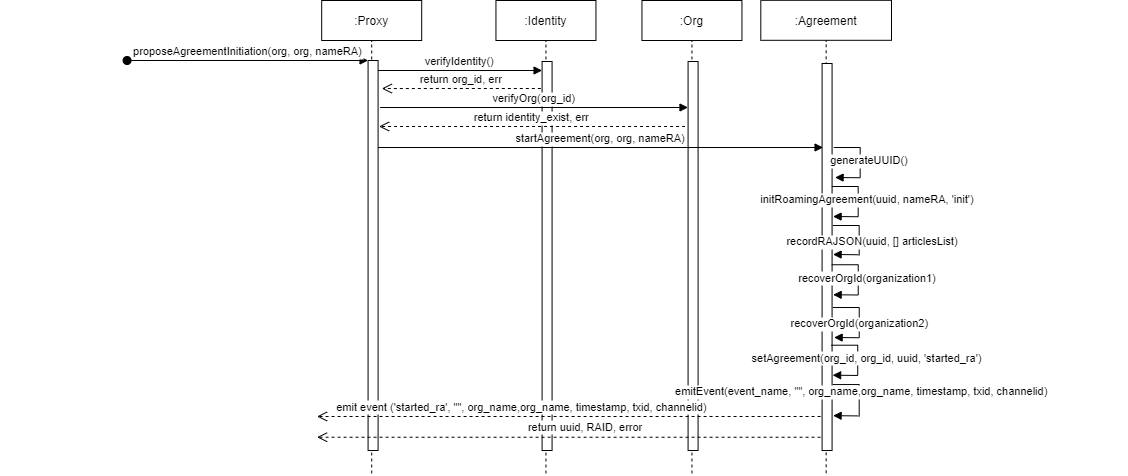 :Proxy
:Identity
:Org
:Agreement
proposeAgreementInitiation(org, org, nameRA)
verifyIdentity()
return org_id, err
verifyOrg(org_id)
return identity_exist, err
startAgreement(org, org, nameRA)
generateUUID()
initRoamingAgreement(uuid, nameRA, 'init')
recordRAJSON(uuid, [] articlesList)
recoverOrgId(organization1)
recoverOrgId(organization2)
setAgreement(org_id, org_id, uuid, 'started_ra')
emitEvent(event_name, "", org_name,org_name, timestamp, txid, channelid)
emit event ('started_ra', "", org_name,org_name, timestamp, txid, channelid)
return uuid, RAID, error